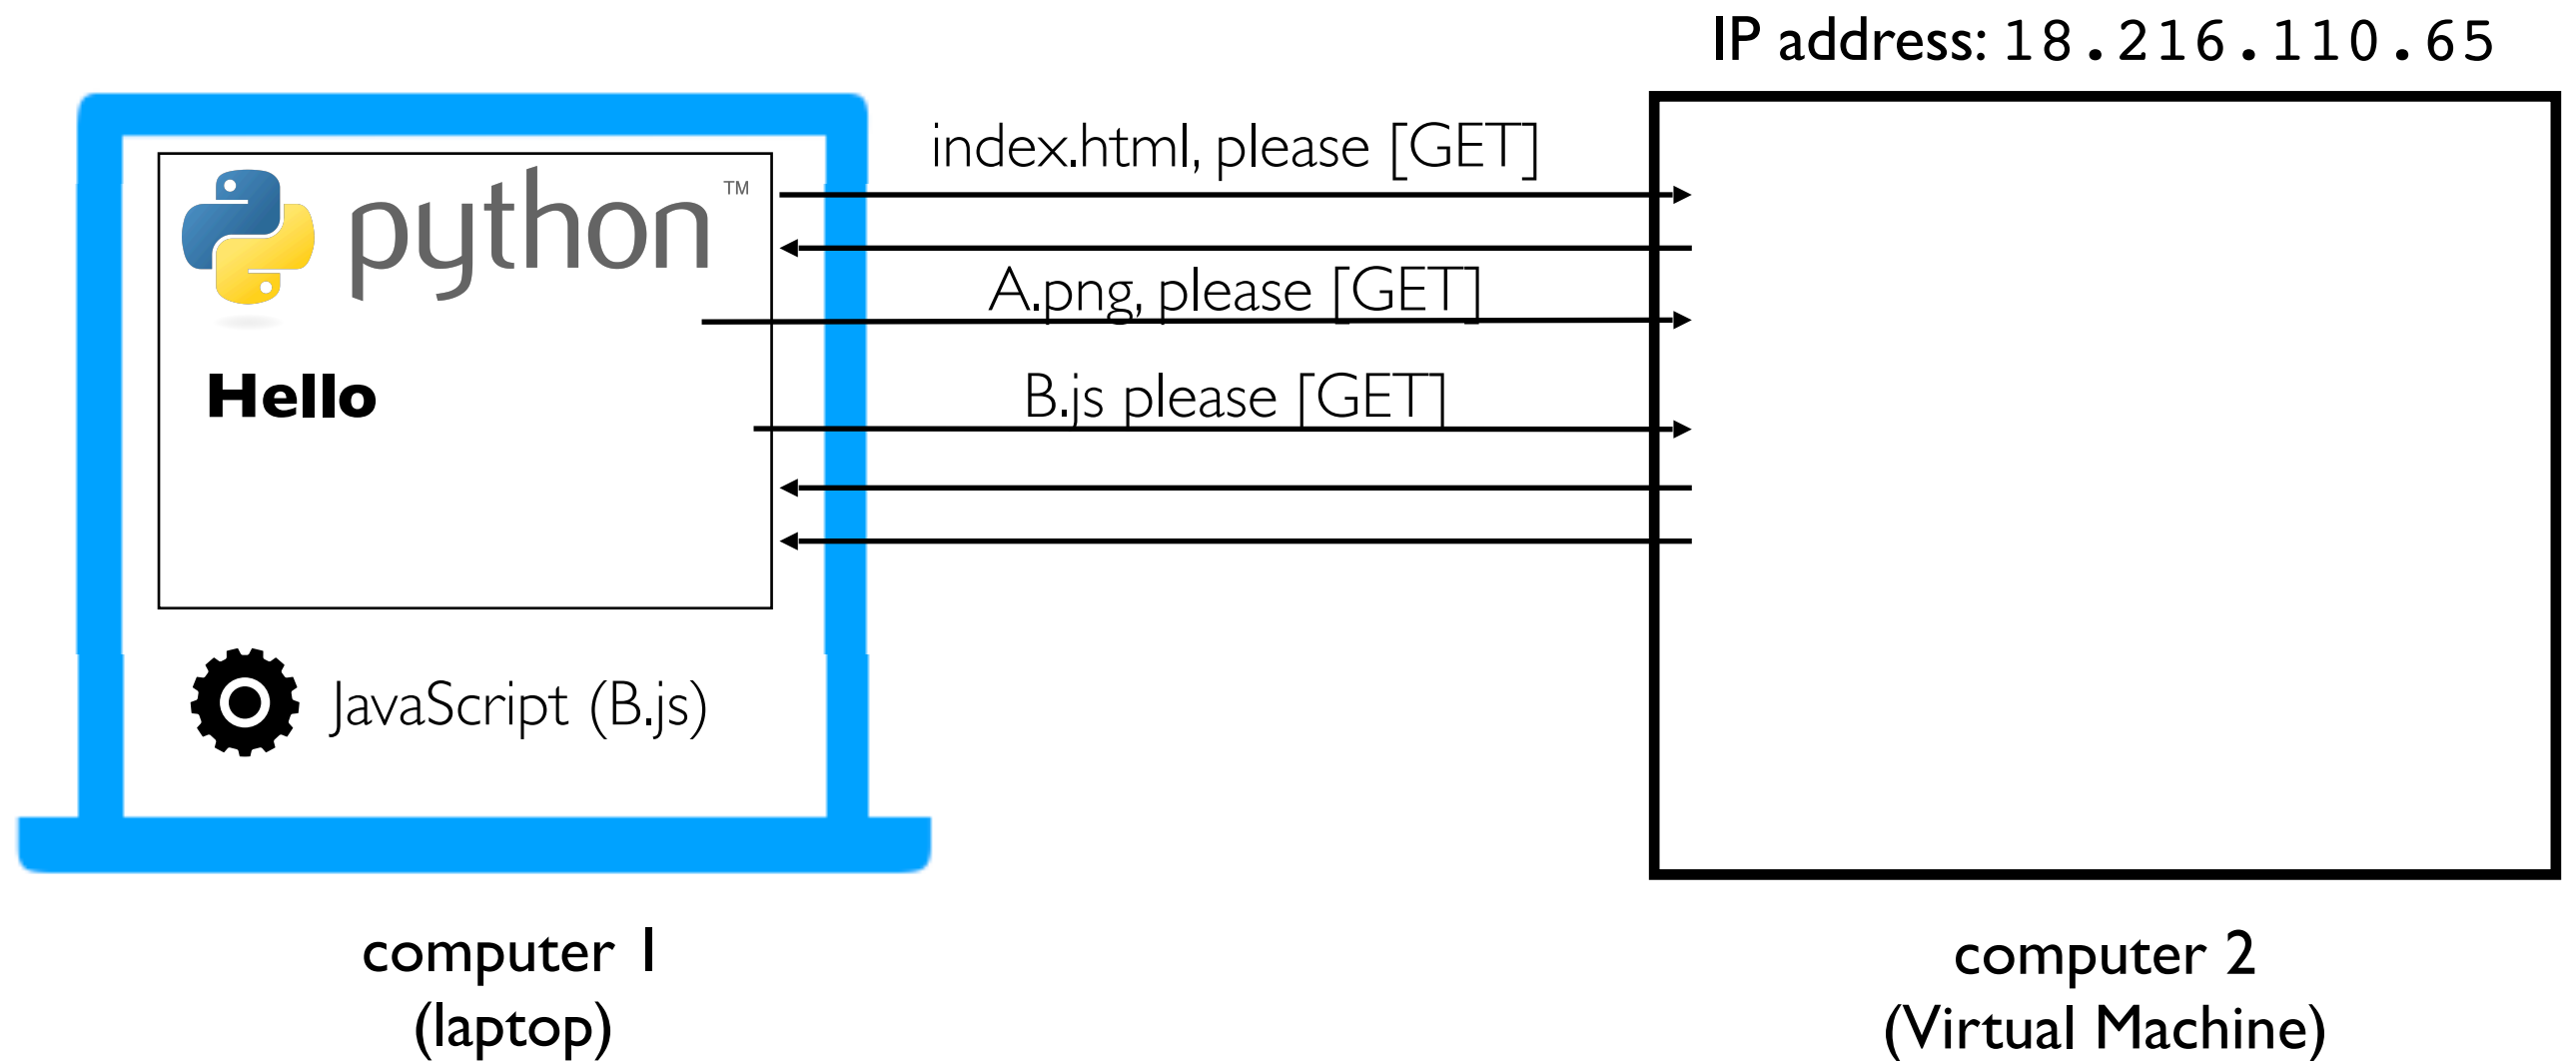 IP address: 18.216.110.65
index.html, please [GET]
python™
A.png, please [GET]
Hello
B.js please [GET]
JavaScript (B.js)
computer 1
(laptop)
computer 2
(Virtual Machine)